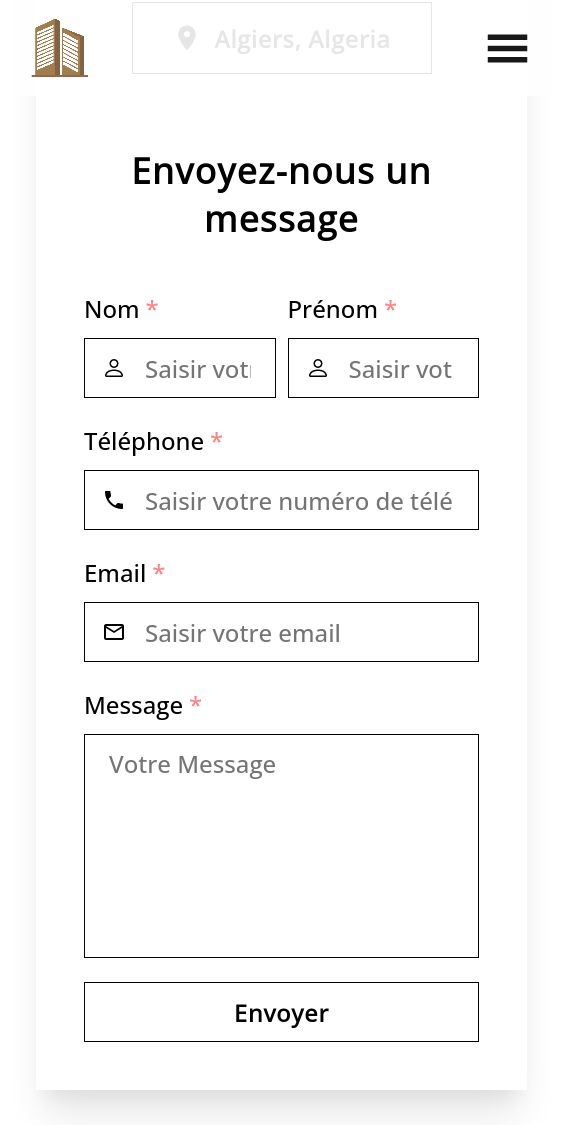 Algiers, Algeria
Envoyez-nous un
message
Nom * Prénom *
Saisir vot Saisir vot
Téléphone *
Saisir votre numéro de télé
Email *
Saisir votre email
Message *
Votre Message
Envoyer